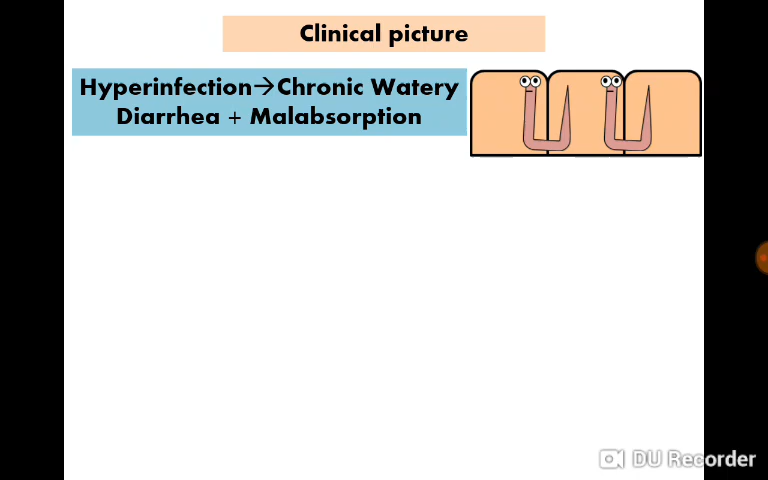 Clinical picture
Hyperinfection→Chronic Watery
Diarrhea + Malabsorption
DU Recorder